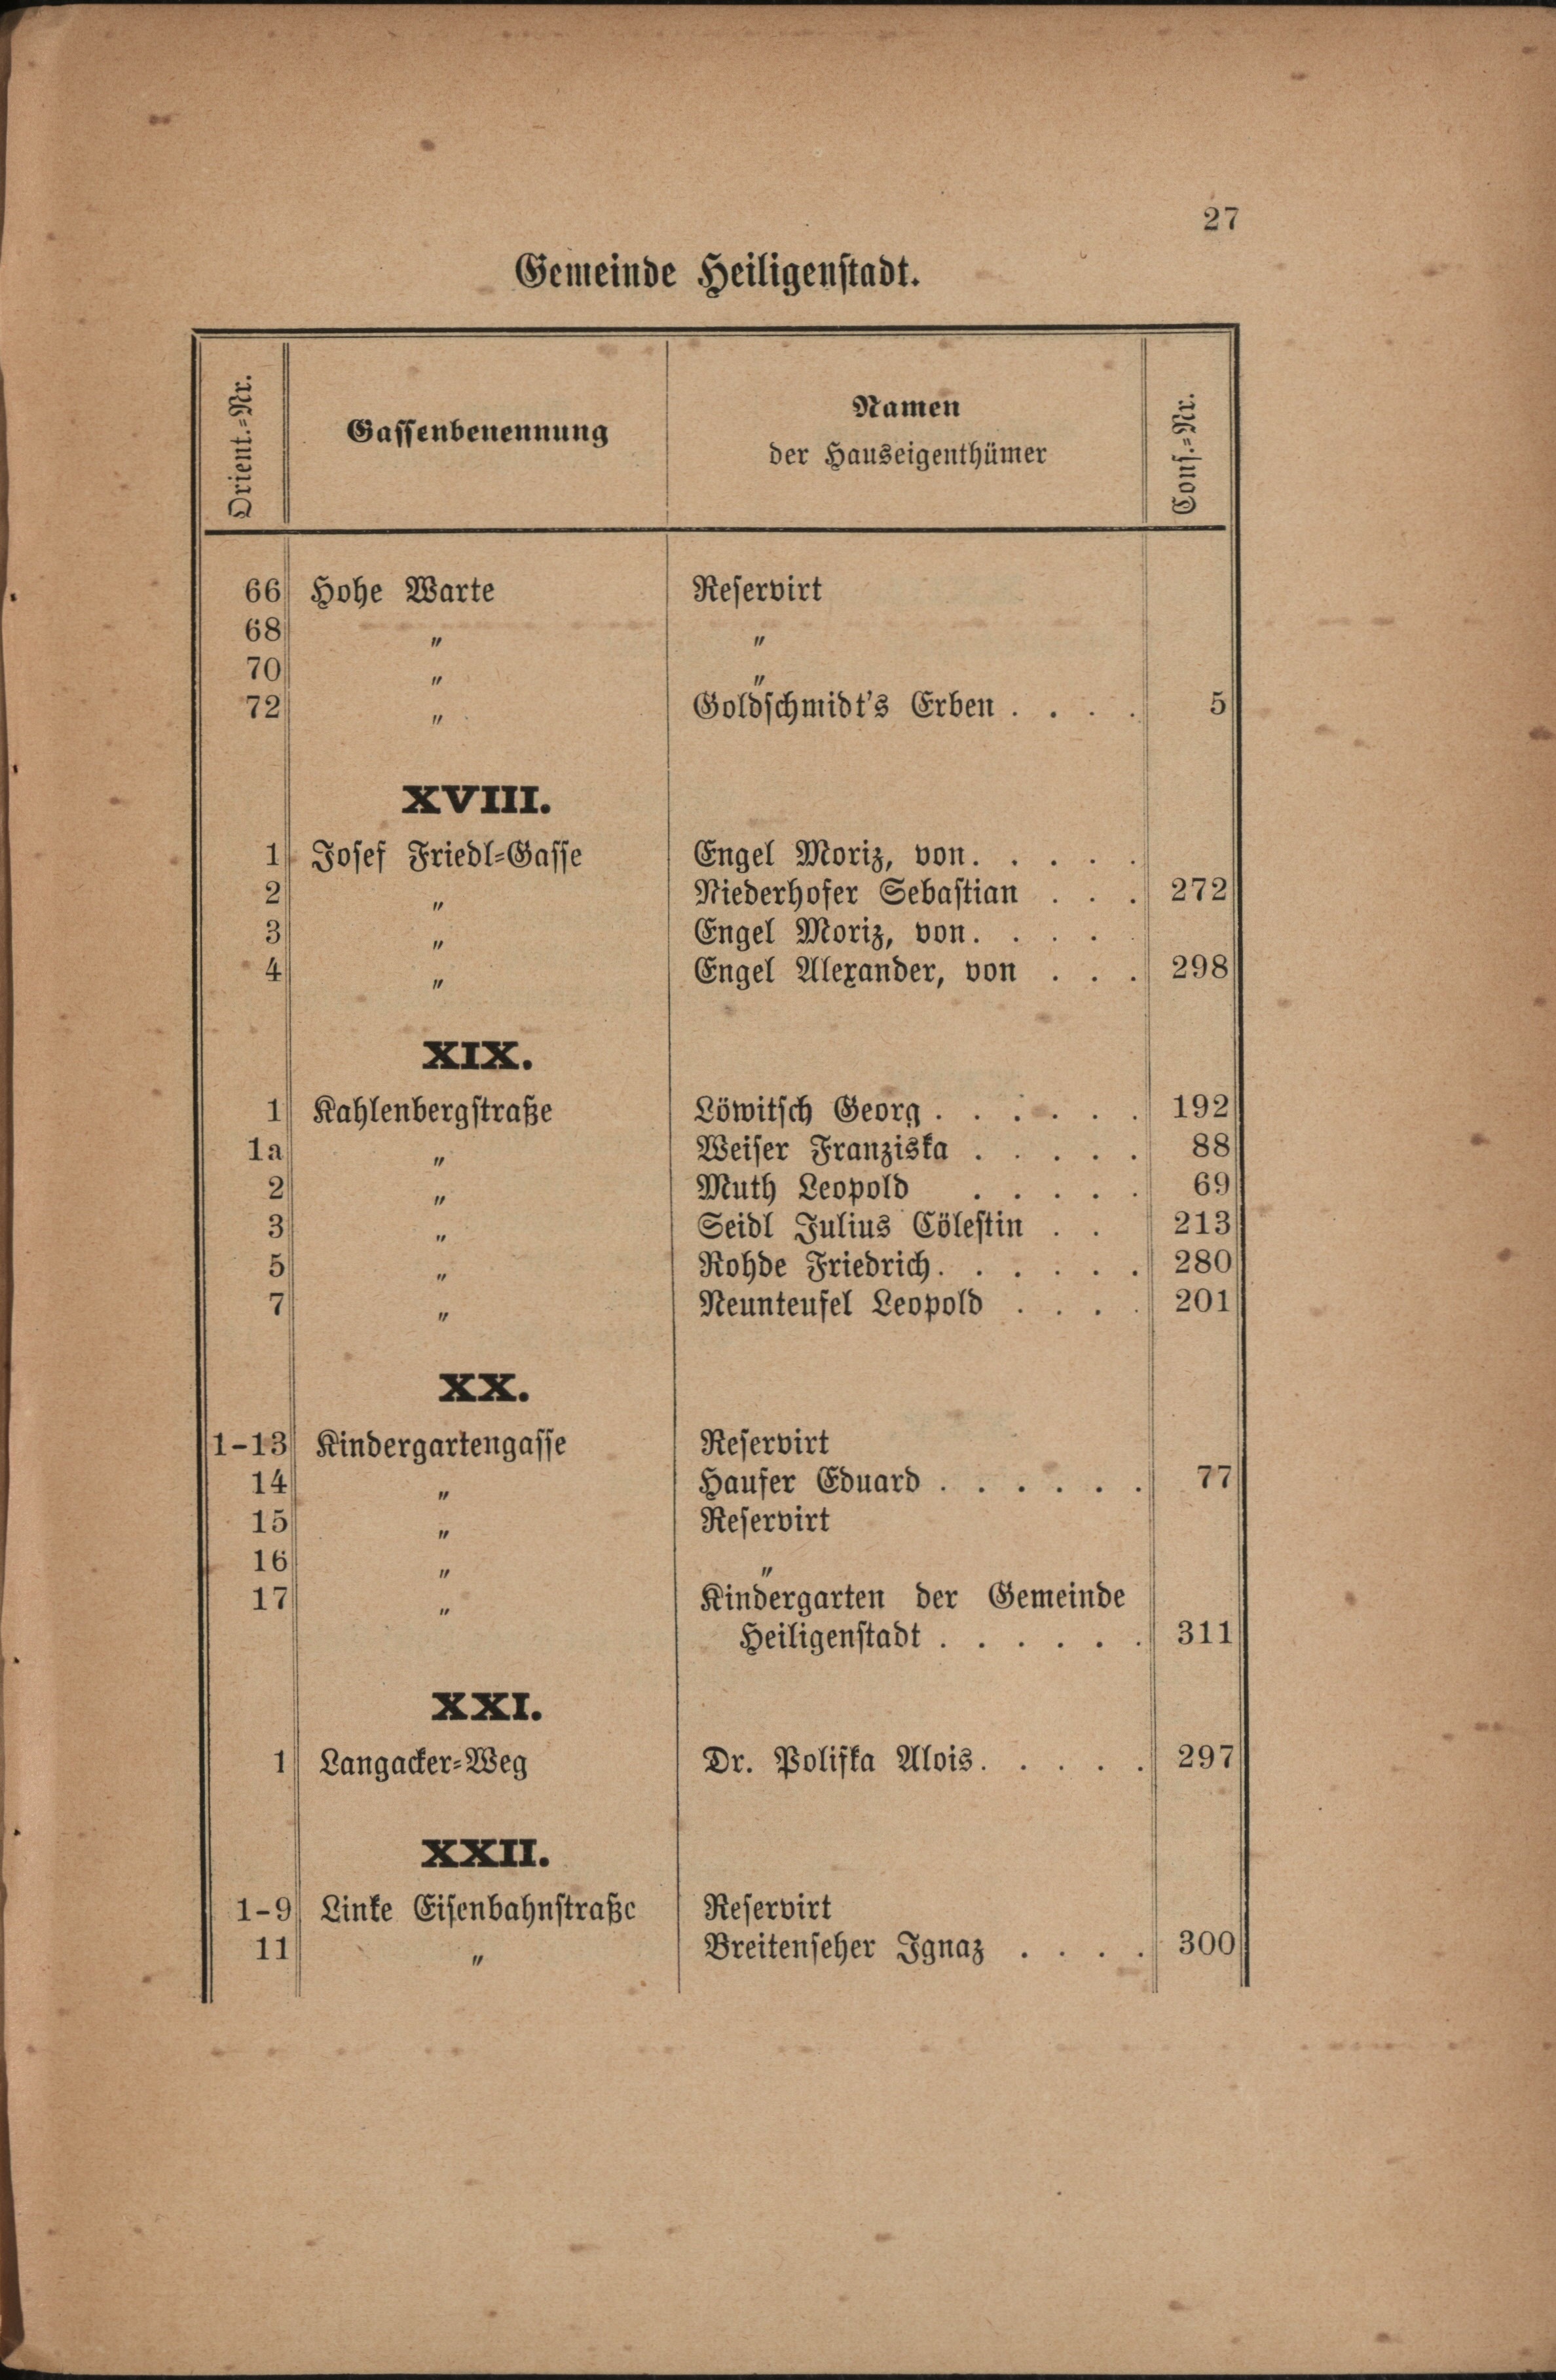 27
Gemeinde Heiligenstadt.
Orient.-Nr. Gassenbenennung Namen der Hauseigenthümer Cons.-Nr.
66 Hohe Warte Reservirt
68 " "
70 " "
72 " Goldschmidt's Erben . . . . 5
XVIII.
1 Josef Friedl-Gasse Engel Moriz, von. . . . .
2 " Niederhofer Sebastian . . . 272
3 " Engel Moriz, von. . . .
4 " Engel Alexander, von . . . 298
XIX.
1 Kahlenbergstraße Löwitsch Georg . . . . . . 192
1a " Weiser Franziska . . . . . 88
2 " Muth Leopold . . . . . 69
3 " Seidl Julius Cölestin . . 213
5 " Rohde Friedrich. . . . . . 280
7 " Neunteufel Leopold . . . . 201
XX.
1-13 Kindergartengasse Reservirt
14 " Haufer Eduard . . . . . . 77
15 " Reservirt
16 " "
17 " Kindergarten der Gemeinde
Heiligenstadt . . . . . . 311
XXI.
1 Langacker-Weg Dr. Poliska Alois. . . . . 297
XXII.
1-9 Linke Eisenbahnstraße Reservirt
11 " Breitenseher Ignaz . . . . 300